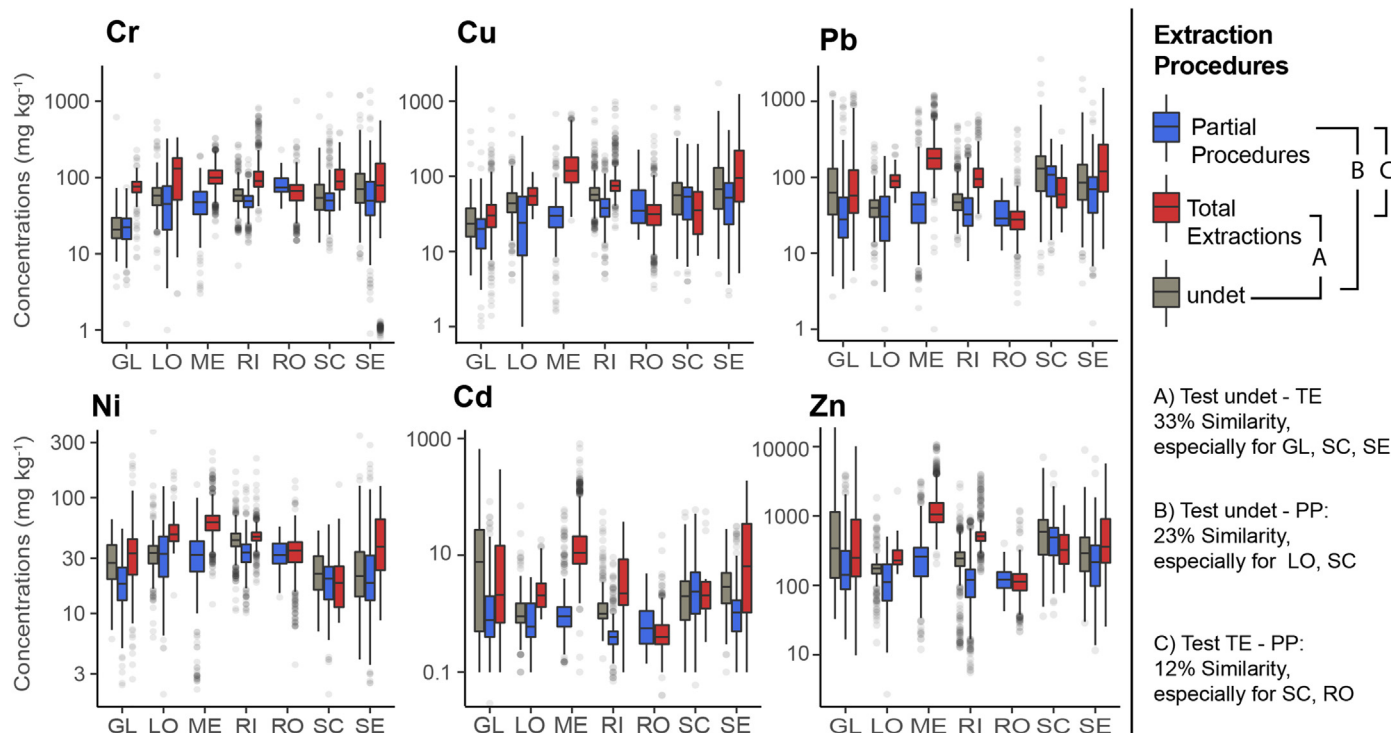 Cr
Cu
Pb
Concentrations (mg kg⁻¹)
1000
100
10
1
GL LO ME RI RO SC SE
1000
100
10
1
GL LO ME RI RO SC SE
1000
100
10
1
GL LO ME RI RO SC SE
Ni
Cd
Zn
Concentrations (mg kg⁻¹)
300
100
30
10
3
GL LO ME RI RO SC SE
1000
10
0.1
GL LO ME RI RO SC SE
10000
1000
100
10
GL LO ME RI RO SC SE
Extraction
Procedures
Partial
Procedures
Total
Extractions
undet
A
B
C
A) Test undet - TE
33% Similarity,
especially for GL, SC, SE
B) Test undet - PP:
23% Similarity,
especially for LO, SC
C) Test TE - PP:
12% Similarity,
especially for SC, RO